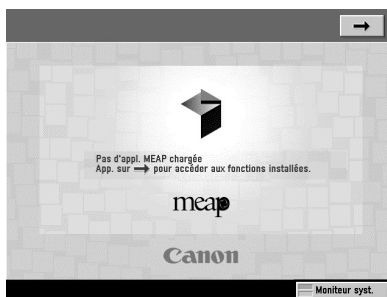 →
Pas d'appl. MEAP chargée
App. sur → pour accéder aux fonctions installées.
meap
Canon
Moniteur syst.